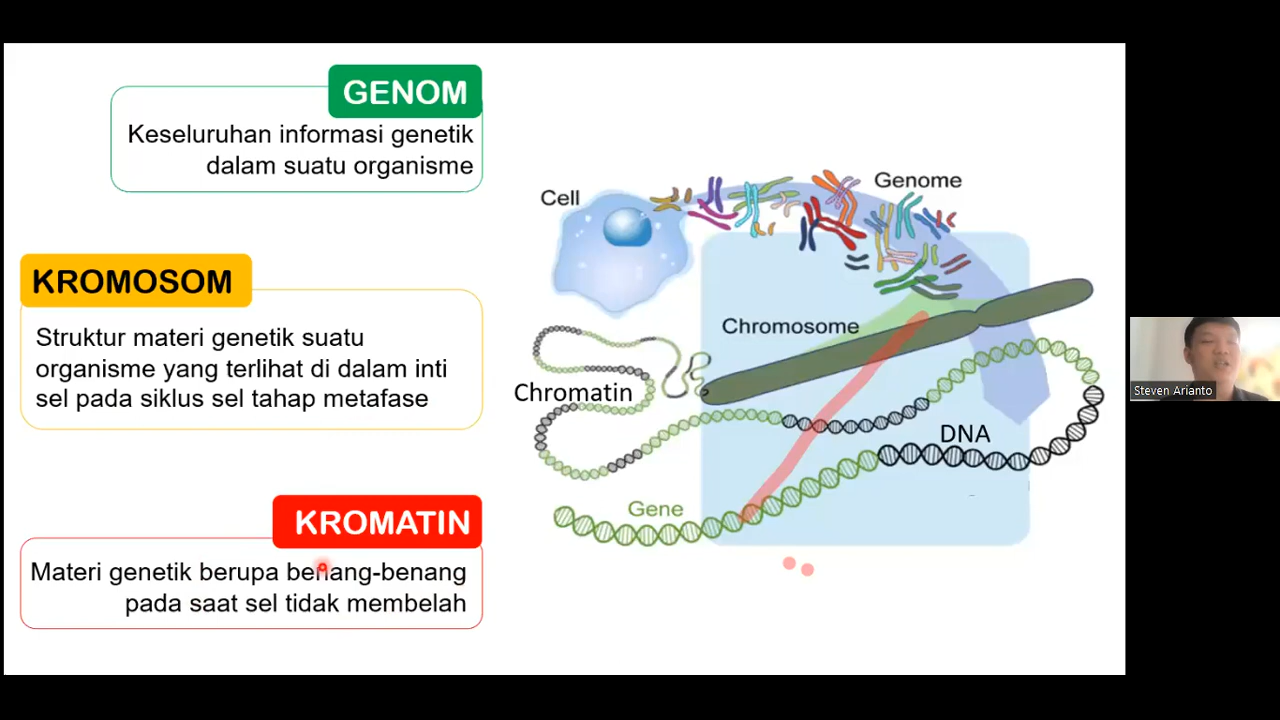 GENOM
Keseluruhan informasi genetik
dalam suatu organisme
KROMOSOM
Struktur materi genetik suatu
organisme yang terlihat di dalam inti
sel pada siklus sel tahap metafase
KROMATIN
Materi genetik berupa benang-benang
pada saat sel tidak membelah
Cell
Genome
Chromosome
Chromatin
DNA
Gene
Steven Arianto